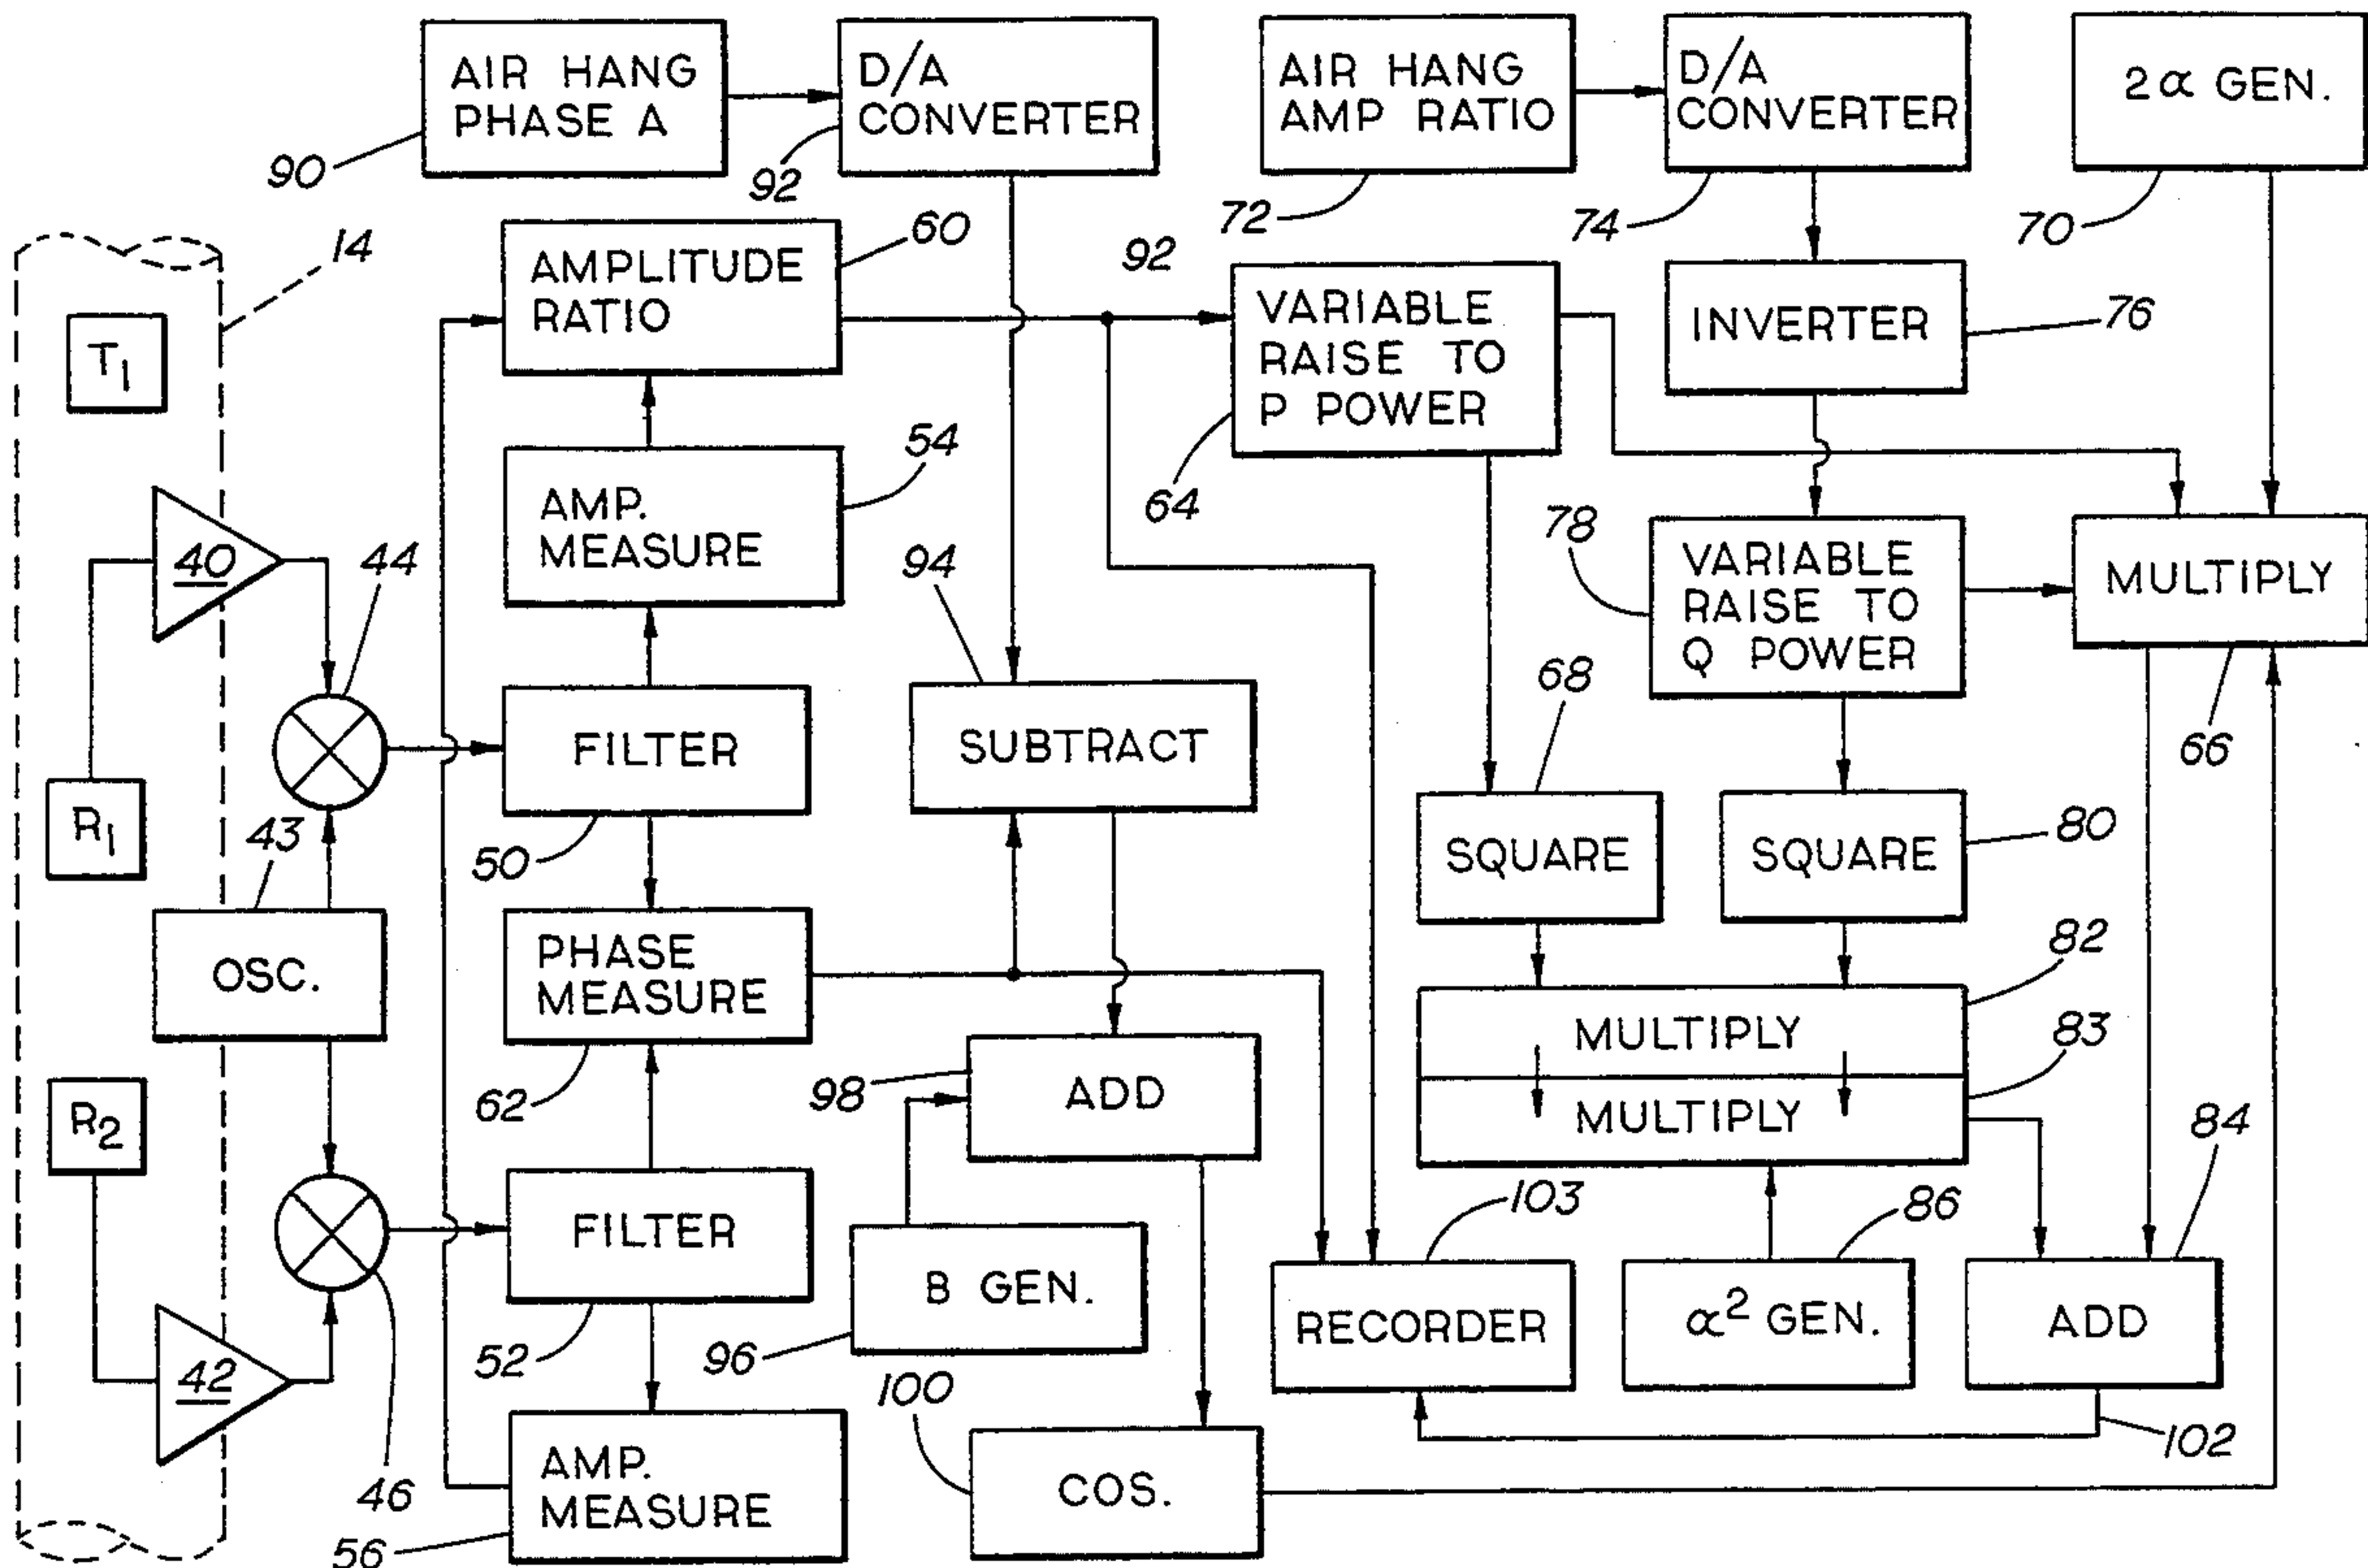 AIR HANG
PHASE A
90
D/A
CONVERTER
92
AIR HANG
AMP RATIO
72
D/A
CONVERTER
74
2α GEN.
70
14
T1
AMPLITUDE
RATIO
60
92
VARIABLE
RAISE TO
P POWER
64
INVERTER
76
AMP.
MEASURE
54
40
44
94
78
VARIABLE
RAISE TO
Q POWER
MULTIPLY
66
FILTER
50
SUBTRACT
68
R1
43
SQUARE
SQUARE
80
OSC.
PHASE
MEASURE
62
82
MULTIPLY
83
MULTIPLY
R2
98
ADD
84
FILTER
52
B GEN.
96
103
RECORDER
86
α2 GEN.
ADD
42
46
100
102
AMP.
MEASURE
56
COS.